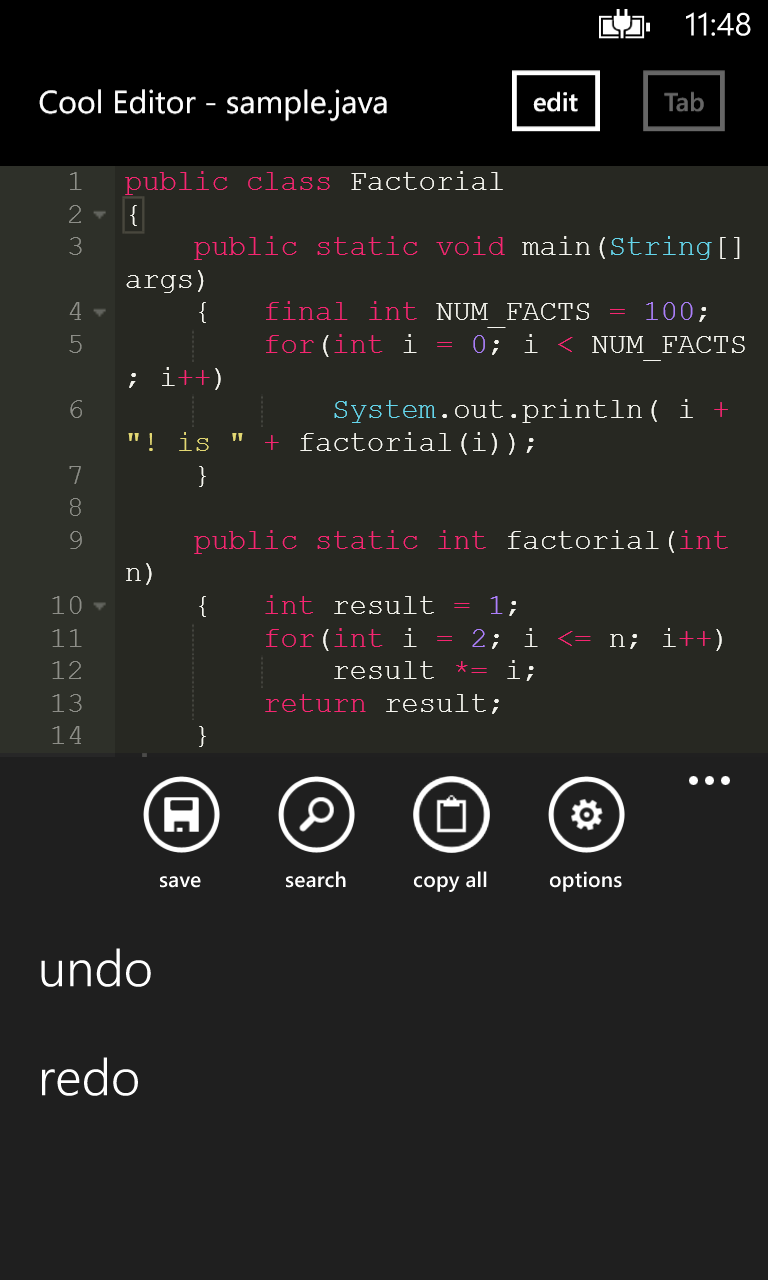 11:48
Cool Editor - sample.java edit Tab
1 public class Factorial
2 {
3     public static void main(String[]
args)
4     {   final int NUM_FACTS = 100;
5         for(int i = 0; i < NUM_FACTS
; i++)
6             System.out.println( i +
"! is " + factorial(i));
7     }
8
9     public static int factorial(int
n)
10     {   int result = 1;
11         for(int i = 2; i <= n; i++)
12             result *= i;
13         return result;
14     }
save search copy all options
undo
redo